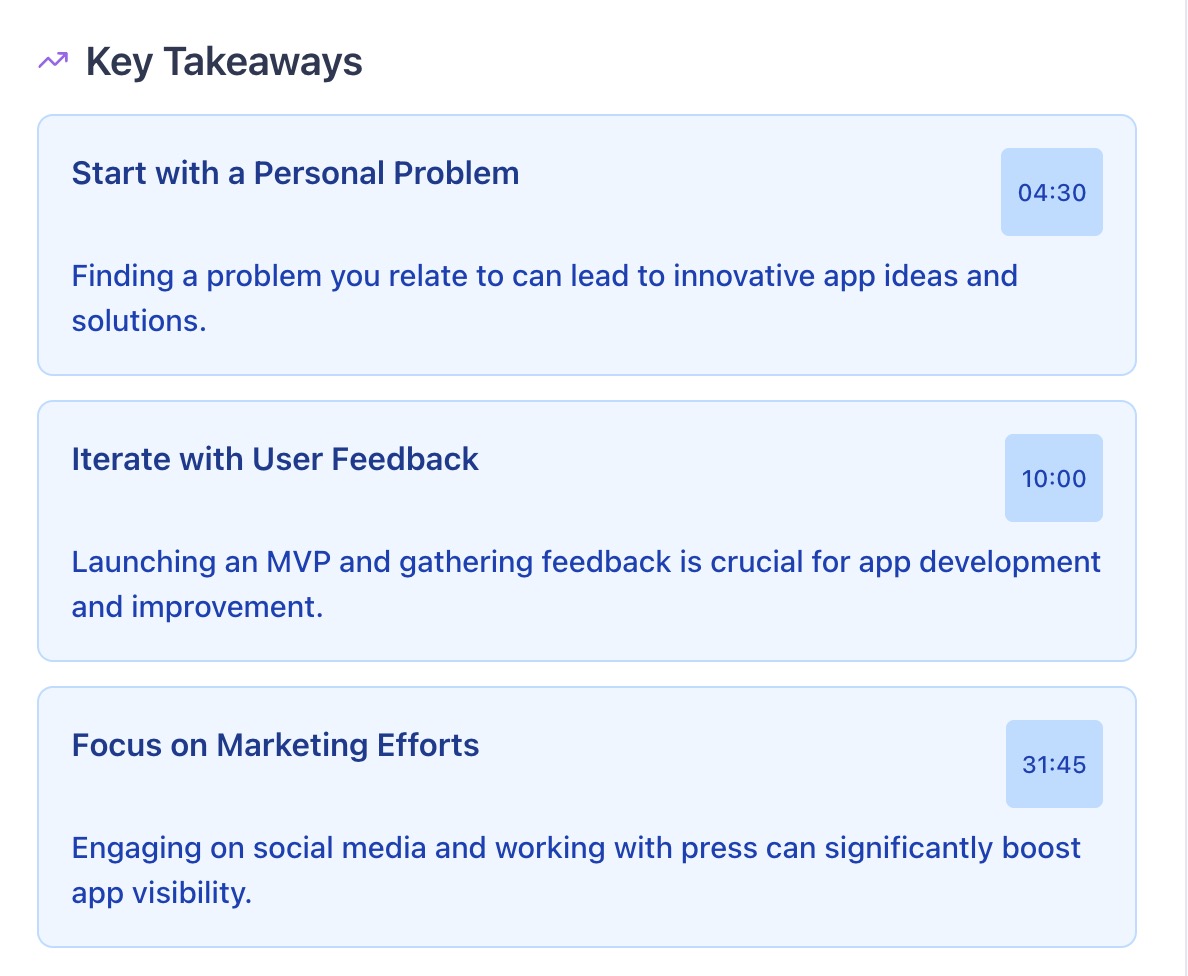 Key Takeaways
Start with a Personal Problem
04:30
Finding a problem you relate to can lead to innovative app ideas and
solutions.
Iterate with User Feedback
10:00
Launching an MVP and gathering feedback is crucial for app development
and improvement.
Focus on Marketing Efforts
31:45
Engaging on social media and working with press can significantly boost
app visibility.